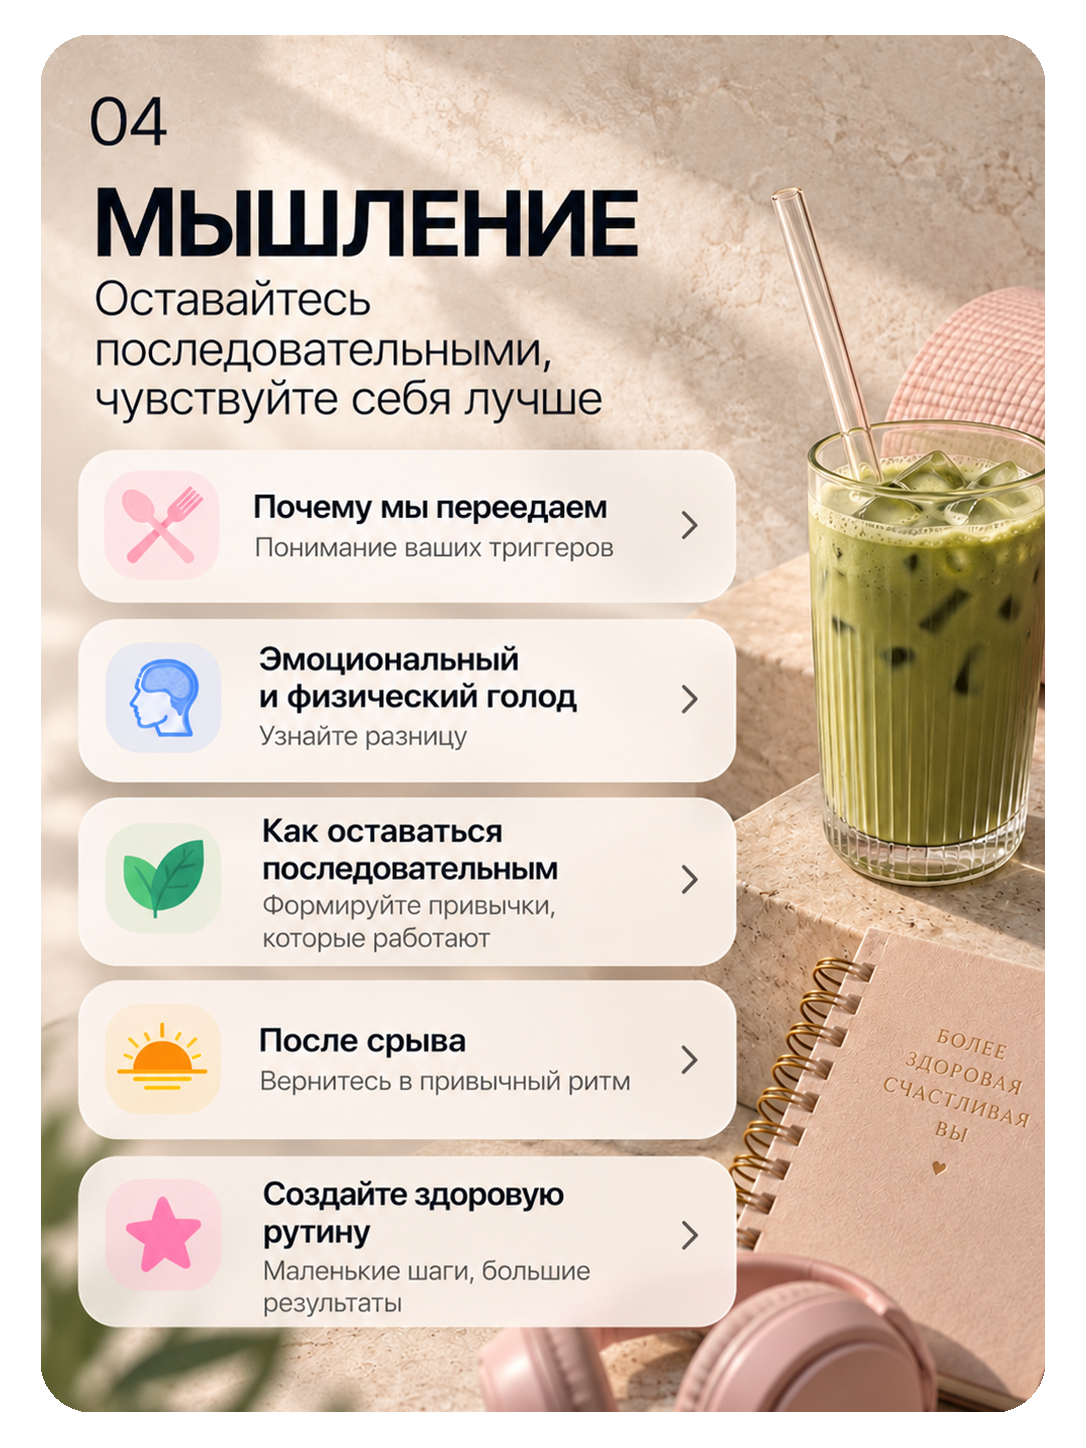 04
МЫШЛЕНИЕ
Оставайтесь
последовательными,
чувствуйте себя лучше
Почему мы переедаем
Понимание ваших триггеров
Эмоциональный
и физический голод
Узнайте разницу
Как оставаться
последовательным
Формируйте привычки,
которые работают
После срыва
Вернитесь в привычный ритм
Создайте здоровую
рутину
Маленькие шаги, большие
результаты
БОЛЕЕ
ЗДОРОВАЯ
СЧАСТЛИВАЯ
ВЫ